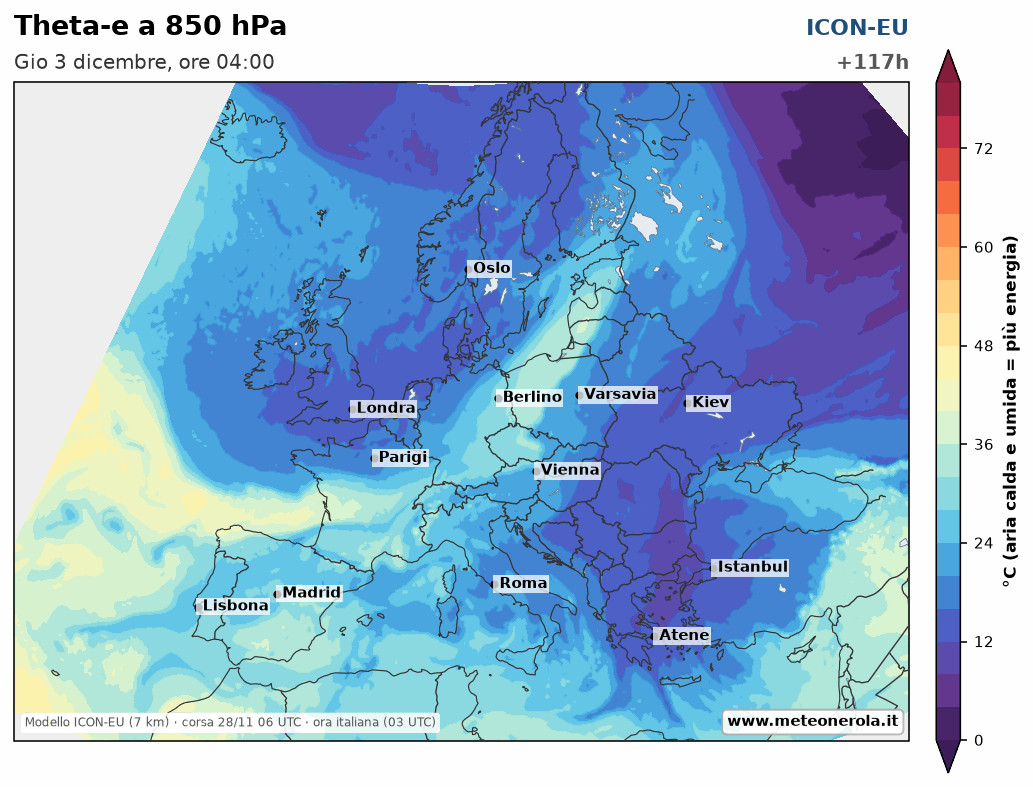 Theta-e a 850 hPa
ICON-EU
Gio 3 dicembre, ore 04:00
+117h
72
60
48
36
24
12
0
°C (aria calda e umida = più energia)
Oslo
Berlino
Varsavia
Kiev
Londra
Parigi
Vienna
Istanbul
Roma
Madrid
Lisbona
Atene
Modello ICON-EU (7 km) · corsa 28/11 06 UTC · ora italiana (03 UTC)
www.meteonerola.it